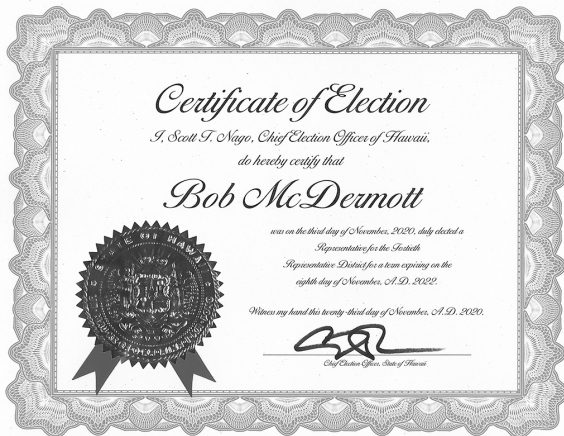 Certificate of Election
I, Scott T. Nago, Chief Election Officer of Hawaii,
do hereby certify that
Bob McDermott
was on the third day of November, 2020, duly elected a
Representative for the Fortieth
Representative District for a term expiring on the
eighth day of November, A.D. 2022.
Witness my hand this twenty-third day of November, A.D. 2020.
Chief Election Officer, State of Hawaii
STATE OF HAWAII